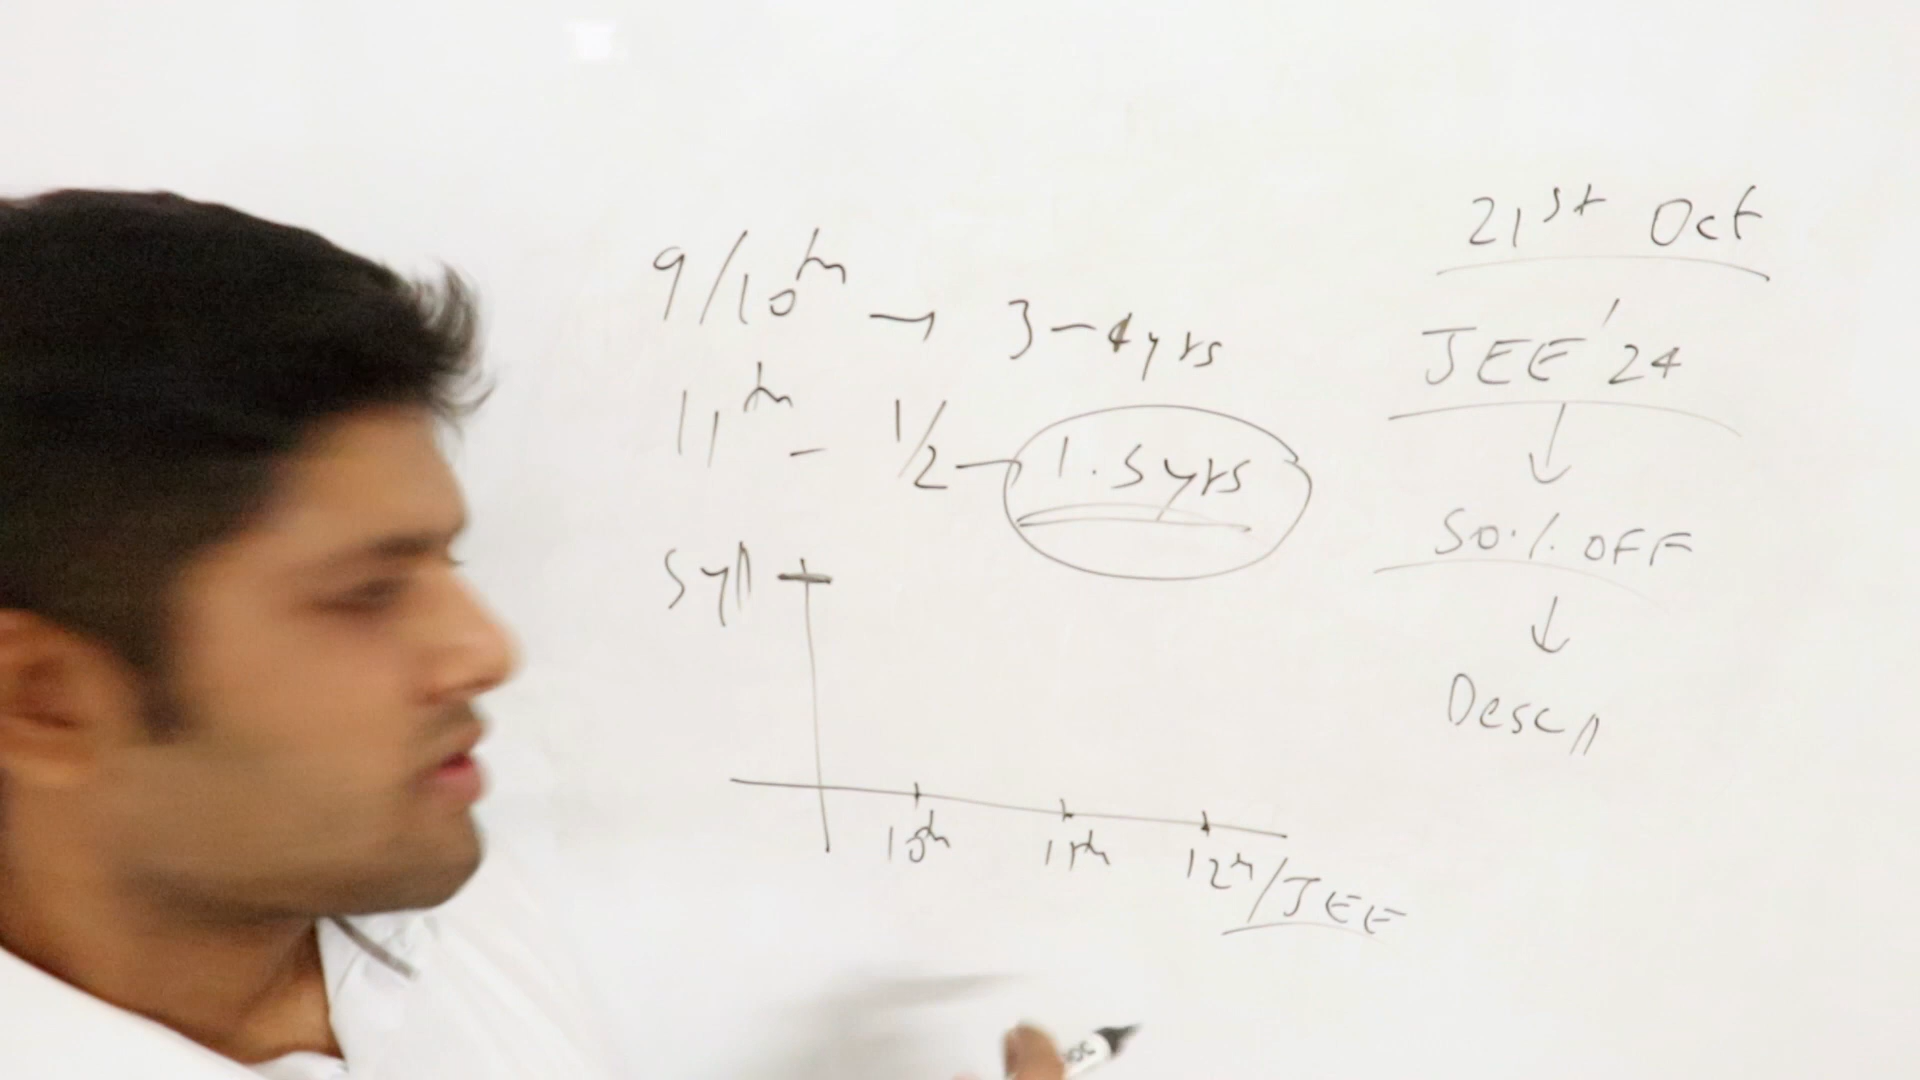 9/10th → 3-4yrs
11th - 1/2 - 1.5yrs
Syll
10th 11th 12th/JEE
21st Oct
JEE'24
↓
50% OFF
↓
Desc